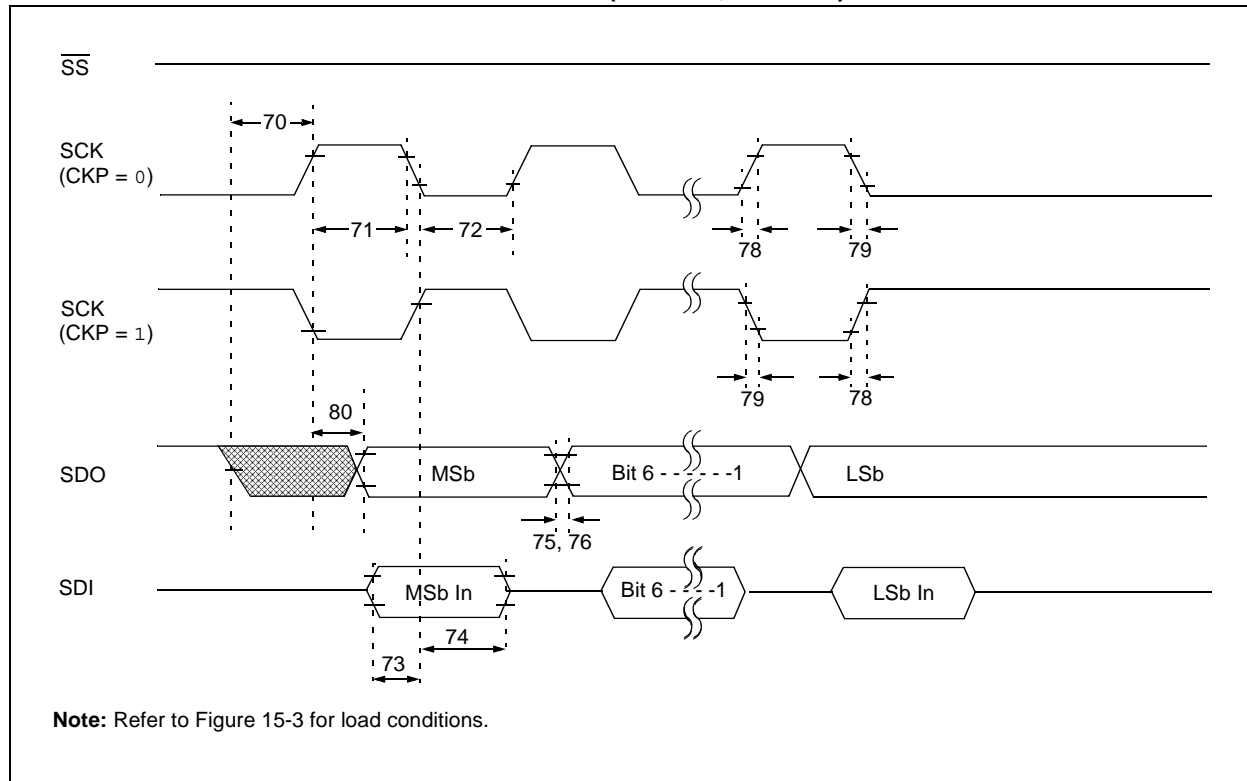 SS
70
SCK
(CKP = 0)
71
72
78
79
SCK
(CKP = 1)
79
78
80
SDO
MSb
Bit 6 - - - - - -1
LSb
75, 76
SDI
MSb In
Bit 6 - - - -1
LSb In
74
73
Note: Refer to Figure 15-3 for load conditions.